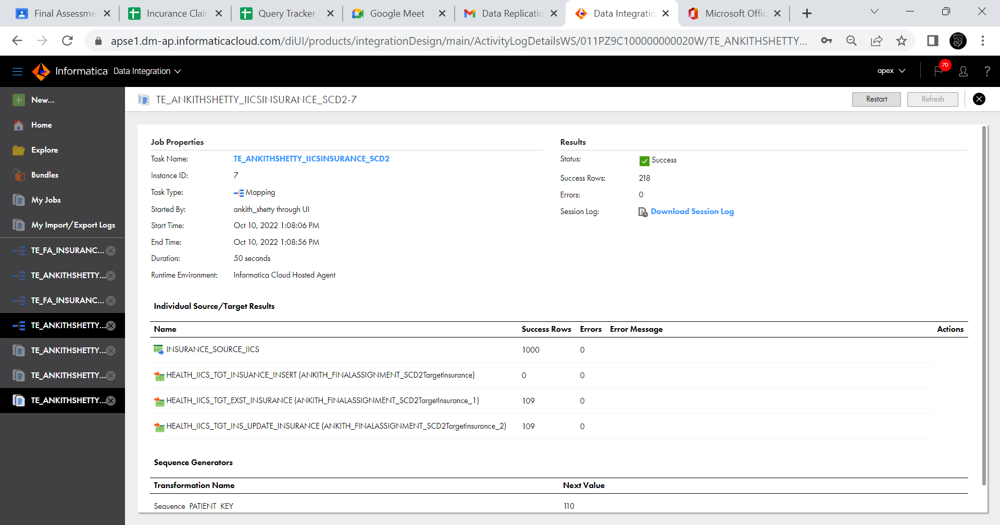 Final Assessme
Incurance Clain
Query Tracker
Google Meet
Data Replicatio
Data Integratio
Microsoft Offic
apse1.dm-ap.informaticacloud.com/diUI/products/integrationDesign/main/ActivityLogDetailsWS/011PZ9C100000000020W/TE_ANKITHSHETTY...
Informatica Data Integration
apex
70
?
New...
Home
Explore
Bundles
My Jobs
My Import/Export Logs
TE_FA_INSURANC...
TE_ANKITHSHETTY...
TE_FA_INSURANC...
TE_ANKITHSHETTY...
TE_ANKITHSHETTY...
TE_ANKITHSHETTY...
TE_ANKITHSHETTY...
TE_ANKITHSHETTY_IICSINSURANCE_SCD2-7
Restart
Refresh
Job Properties
Task Name: TE_ANKITHSHETTY_IICSINSURANCE_SCD2
Instance ID: 7
Task Type: Mapping
Started By: ankith_shetty through UI
Start Time: Oct 10, 2022 1:08:06 PM
End Time: Oct 10, 2022 1:08:56 PM
Duration: 50 seconds
Runtime Environment: Informatica Cloud Hosted Agent
Results
Status: Success
Success Rows: 218
Errors: 0
Session Log: Download Session Log
Individual Source/Target Results
Name Success Rows Errors Error Message Actions
INSURANCE_SOURCE_IICS 1000 0
HEALTH_IICS_TGT_INSUANCE_INSERT (ANKITH_FINALASSIGNMENT_SCD2TargetInsurance) 0 0
HEALTH_IICS_TGT_EXST_INSURANCE (ANKITH_FINALASSIGNMENT_SCD2TargetInsurance_1) 109 0
HEALTH_IICS_TGT_INS_UPDATE_INSURANCE (ANKITH_FINALASSIGNMENT_SCD2TargetInsurance_2) 109 0
Sequence Generators
Transformation Name Next Value
Sequence_PATIENT_KEY 110